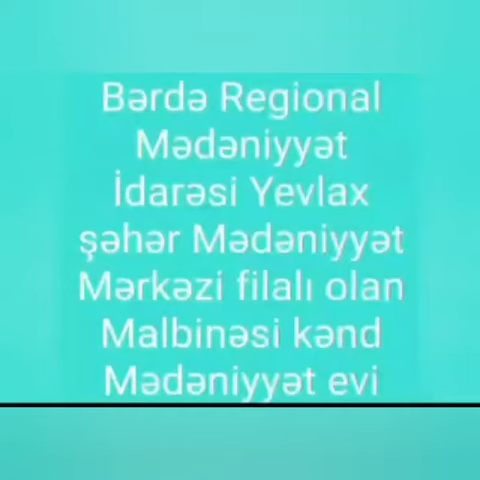 Bərdə Regional
Mədəniyyət
İdarəsi Yevlax
şəhər Mədəniyyət
Mərkəzi filalı olan
Malbinəsi kənd
Mədəniyyət evi